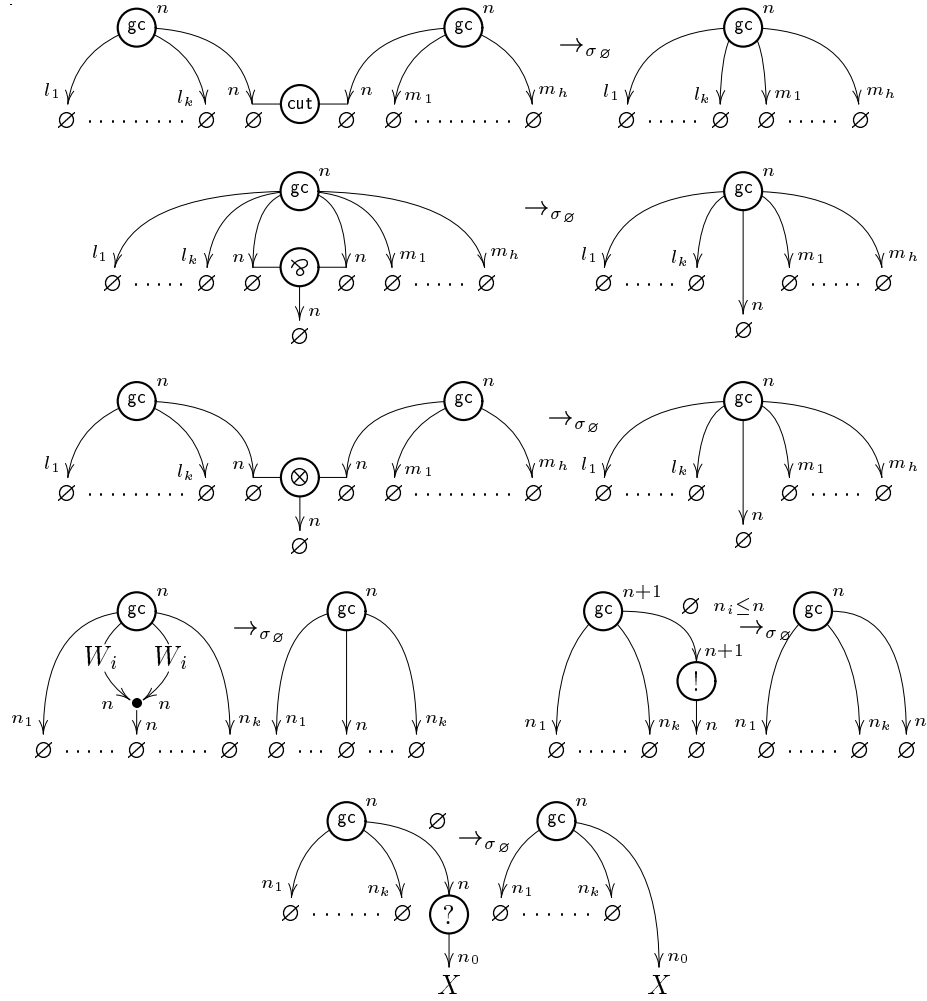 gc n gc n →σ∅ gc n
l1 lk n cut n m1 mh l1 lk m1 mh
∅ ......... ∅ ∅ ∅ ∅ ........... ∅ ∅ ....... ∅ ∅ ..... ∅
gc n →σ∅ gc n
l1 lk n ⅋ n m1 mh l1 lk m1 mh
∅ ..... ∅ ∅ ∅ ∅ ..... ∅ ∅ ..... ∅ ∅ ..... ∅
n n
∅ ∅
gc n gc n →σ∅ gc n
l1 lk n ⊗ n m1 mh l1 lk m1 mh
∅ ......... ∅ ∅ ∅ ∅ ........... ∅ ∅ ..... ∅ ∅ ..... ∅
n n
∅ ∅
gc n →σ∅ gc n gc n+1 ∅ ni≤n →σ∅ gc n
Wi Wi n+1
n n !
n1 n nk n1 n nk n1 nk n n1 nk n
∅ ..... ∅ ..... ∅ ∅ ... ∅ ... ∅ ∅ ...... ∅ ∅ ∅ ...... ∅ ∅
gc n ∅ →σ∅ gc n
n1 nk n n1 nk
∅ ....... ∅ ? ∅ ....... ∅
n0 n0
X X